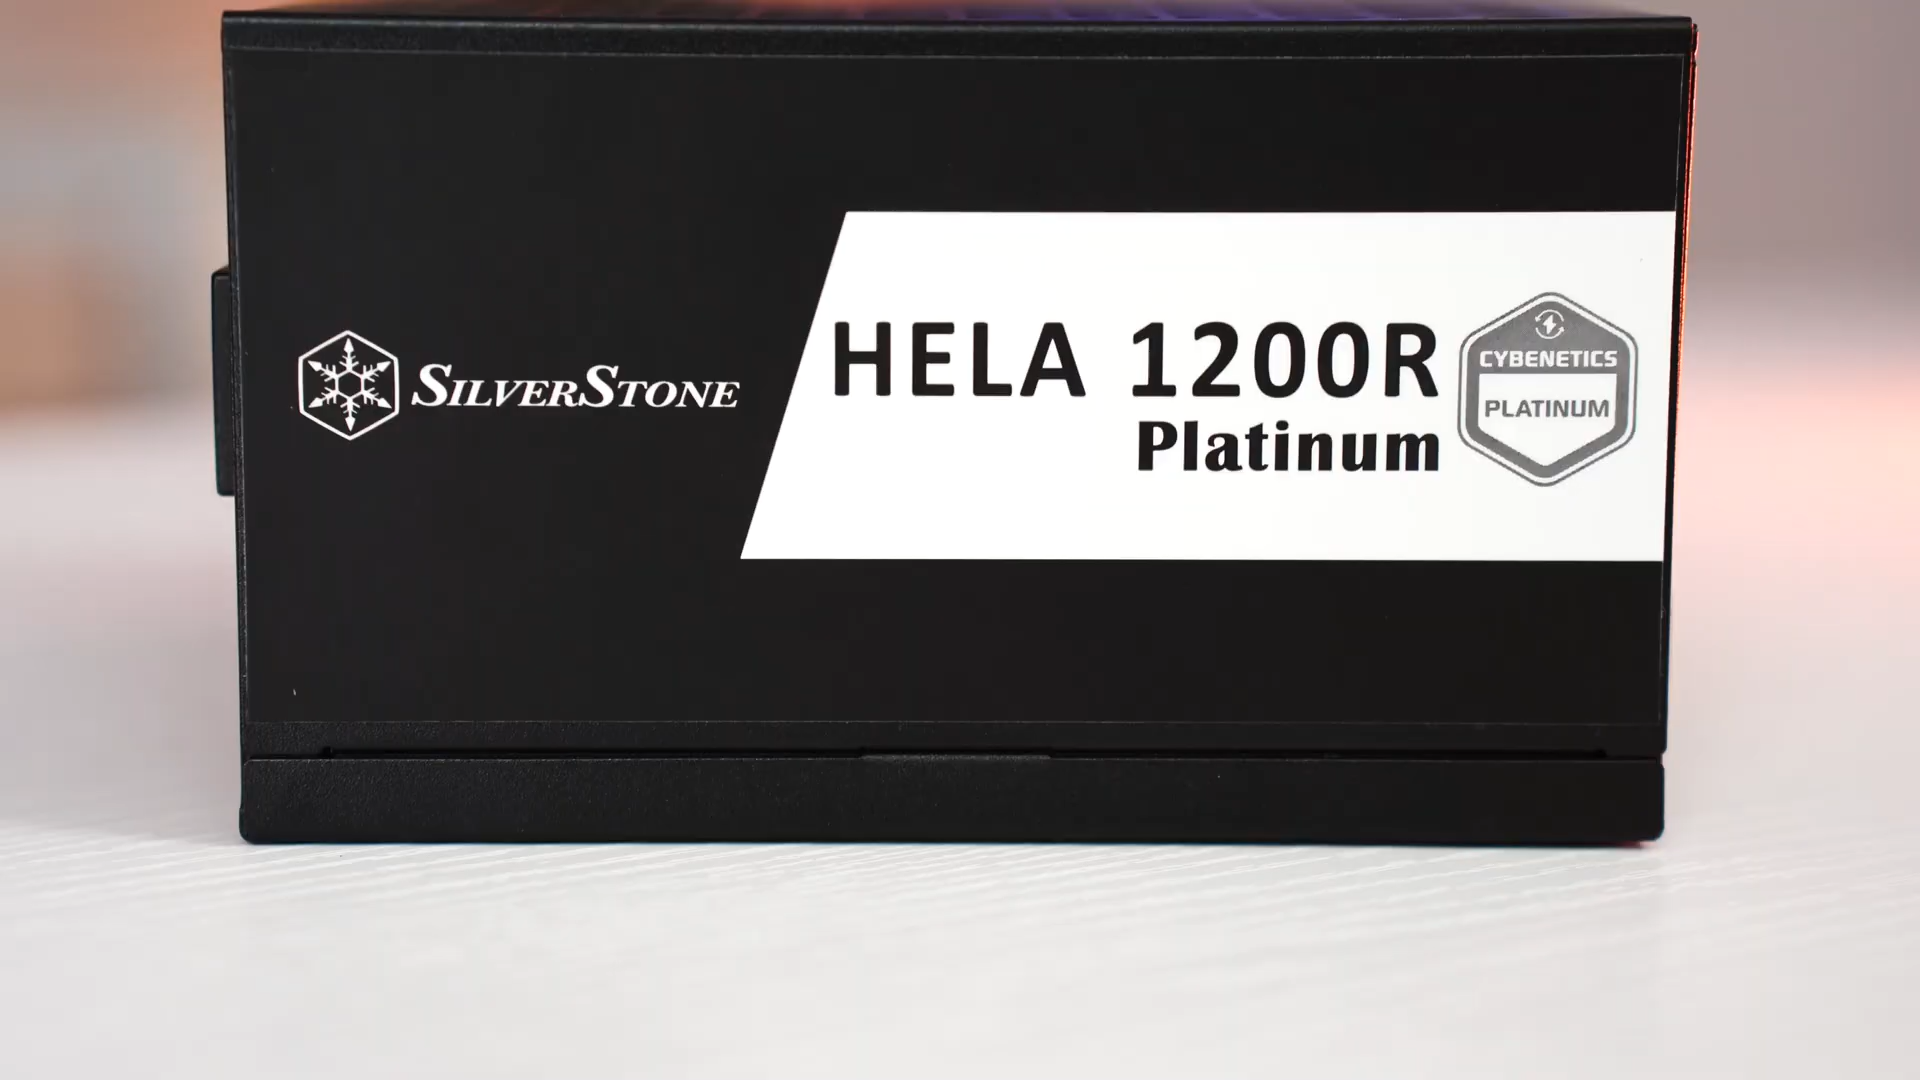 SILVERSTONE
HELA 1200R
Platinum
CYBENETICS
PLATINUM